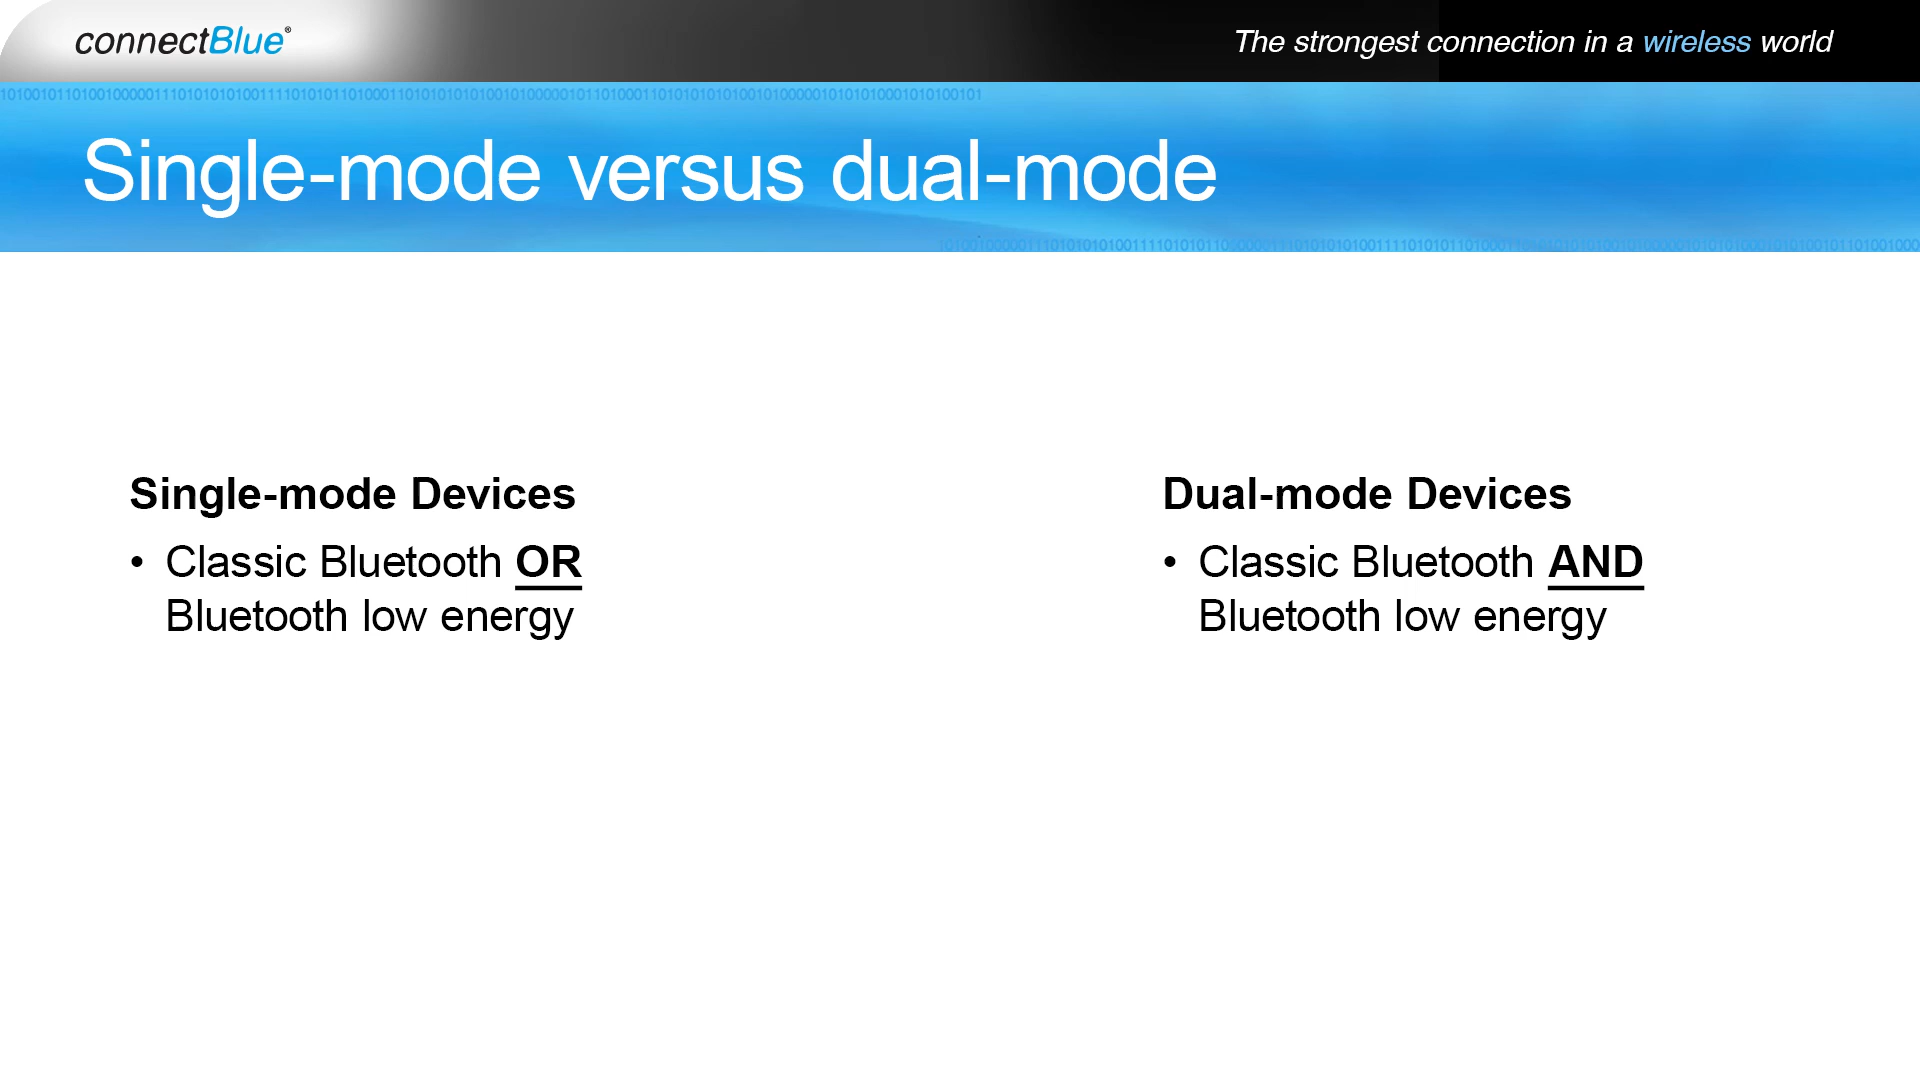 connectBlue®
The strongest connection in a wireless world
Single-mode versus dual-mode
Single-mode Devices
• Classic Bluetooth OR
Bluetooth low energy
Dual-mode Devices
• Classic Bluetooth AND
Bluetooth low energy